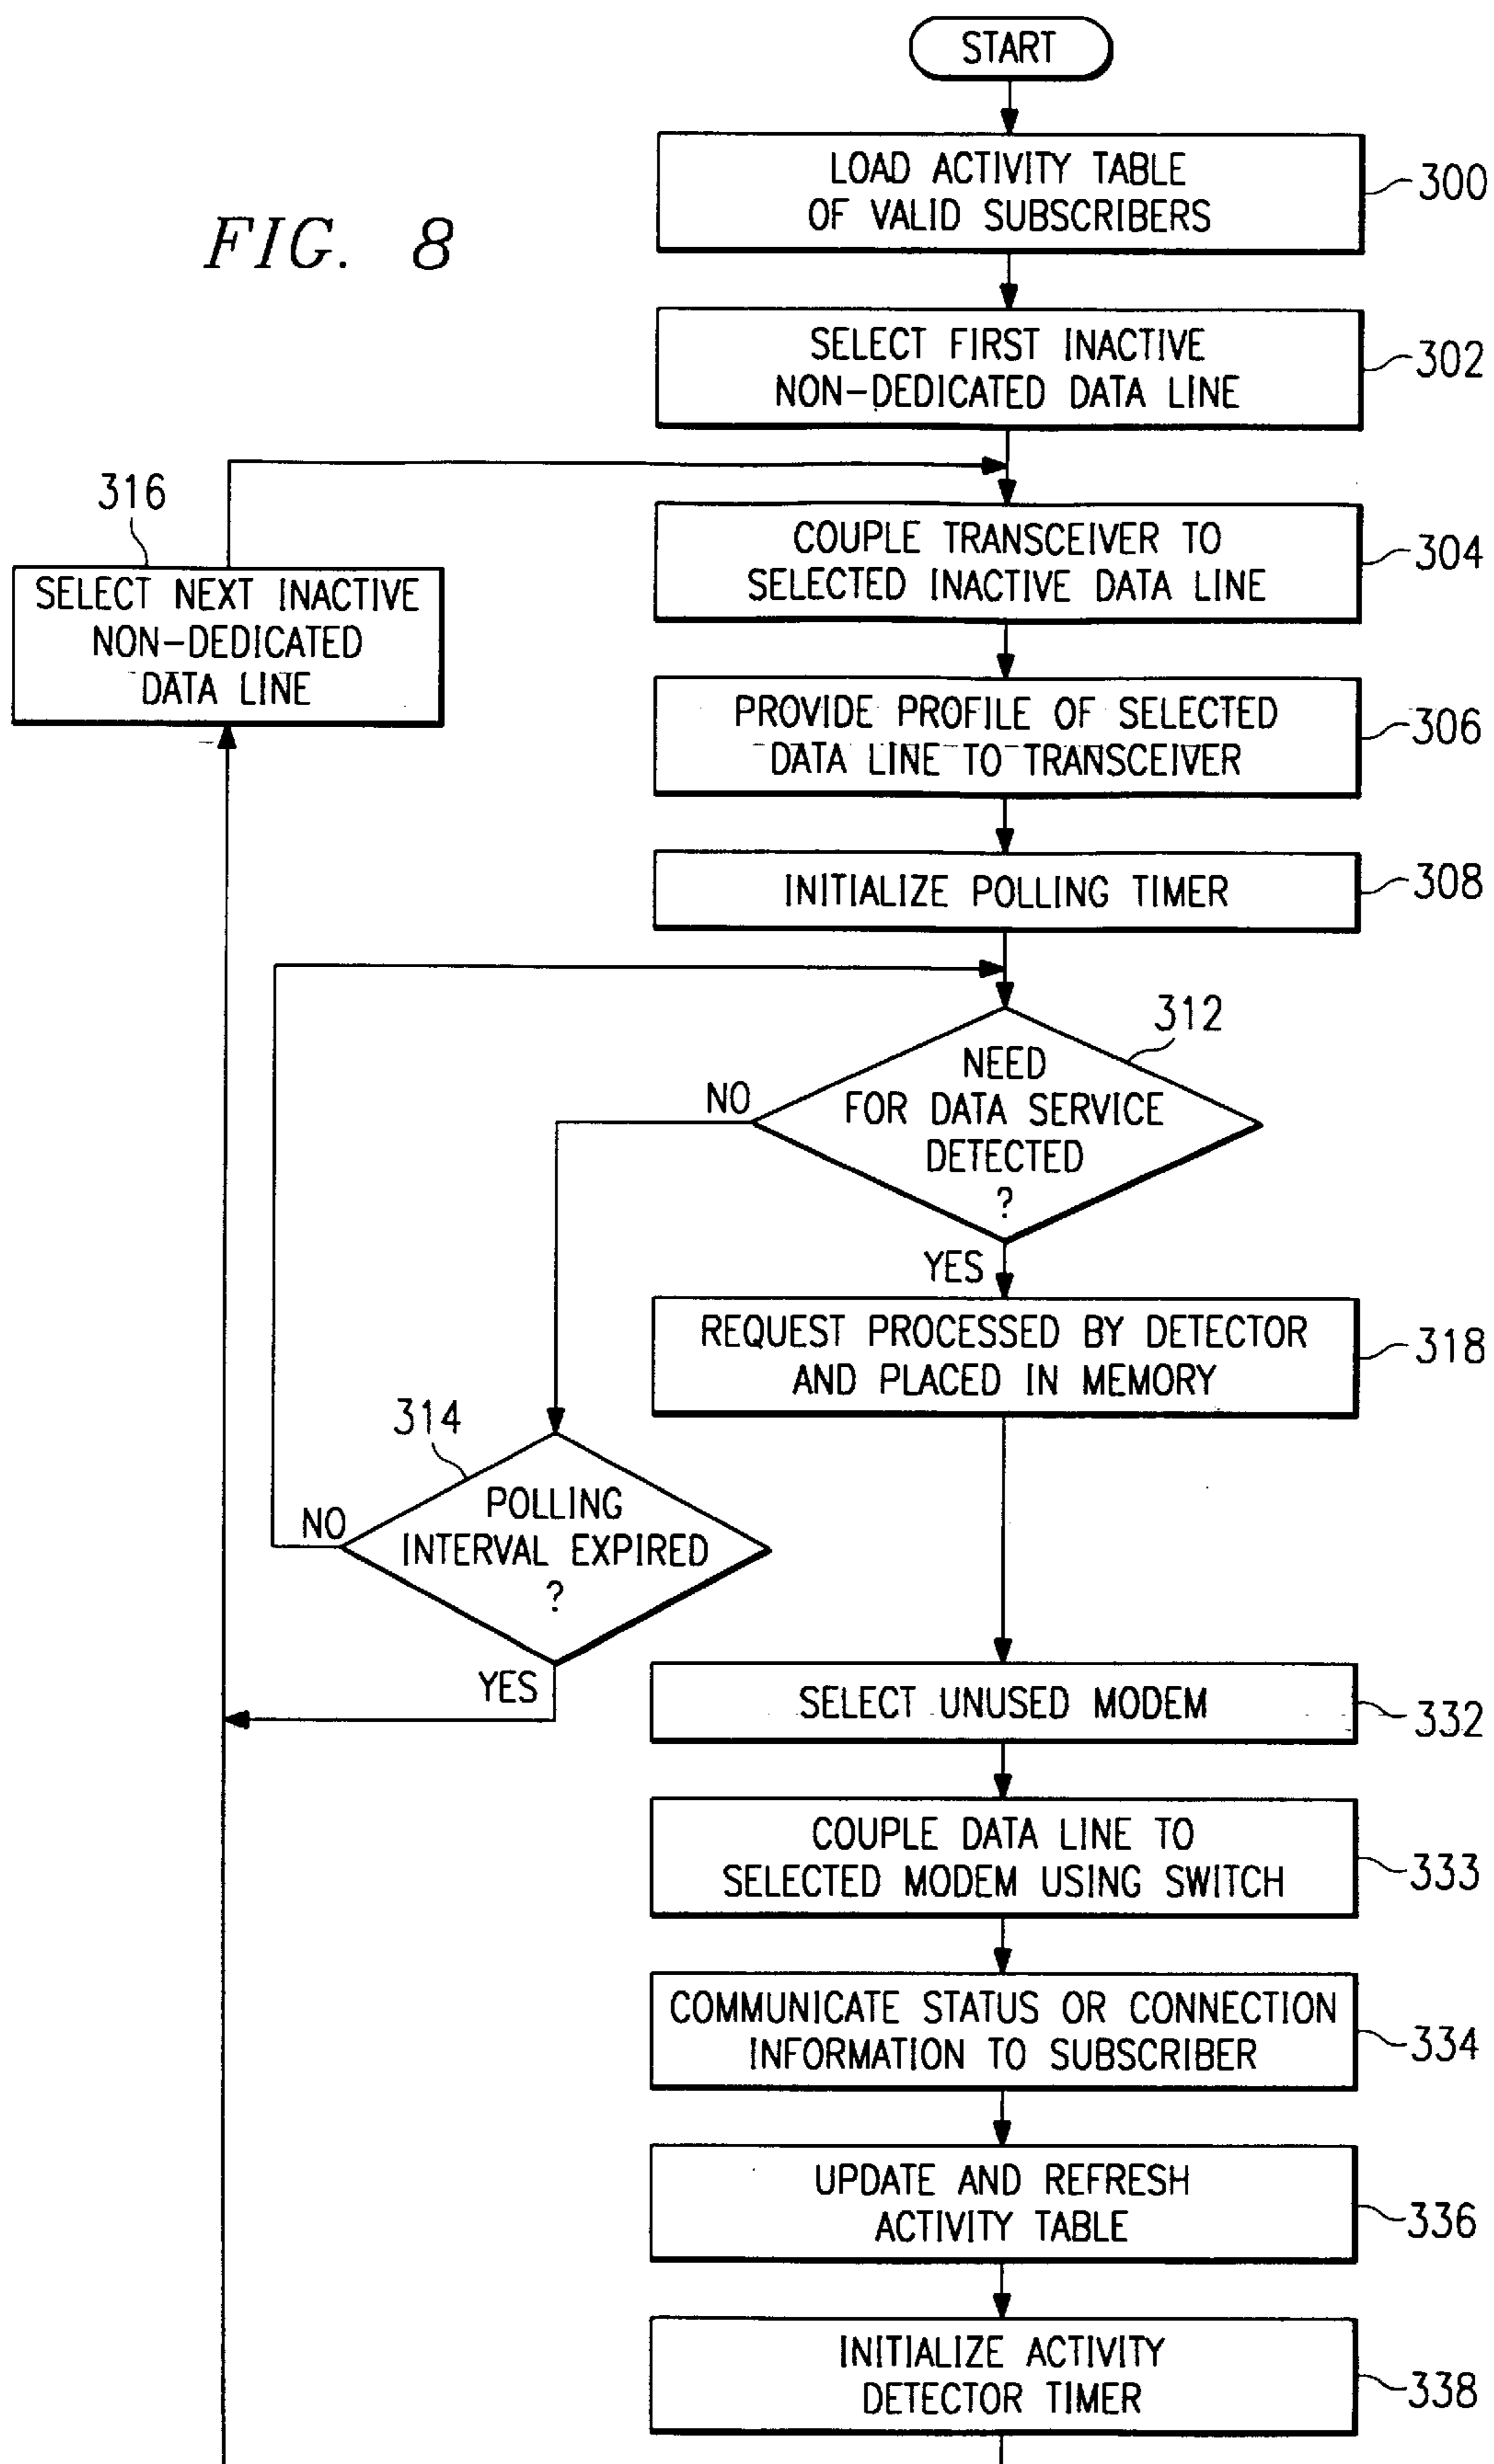 START
LOAD ACTIVITY TABLE
OF VALID SUBSCRIBERS
300
FIG. 8
SELECT FIRST INACTIVE
NON-DEDICATED DATA LINE
302
316
SELECT NEXT INACTIVE
NON-DEDICATED
DATA LINE
COUPLE TRANSCEIVER TO
SELECTED INACTIVE DATA LINE
304
PROVIDE PROFILE OF SELECTED
DATA LINE TO TRANSCEIVER
306
INITIALIZE POLLING TIMER
308
312
NEED
FOR DATA SERVICE
DETECTED
?
NO
YES
REQUEST PROCESSED BY DETECTOR
AND PLACED IN MEMORY
318
314
POLLING
INTERVAL EXPIRED
?
NO
YES
SELECT UNUSED MODEM
332
COUPLE DATA LINE TO
SELECTED MODEM USING SWITCH
333
COMMUNICATE STATUS OR CONNECTION
INFORMATION TO SUBSCRIBER
334
UPDATE AND REFRESH
ACTIVITY TABLE
336
INITIALIZE ACTIVITY
DETECTOR TIMER
338